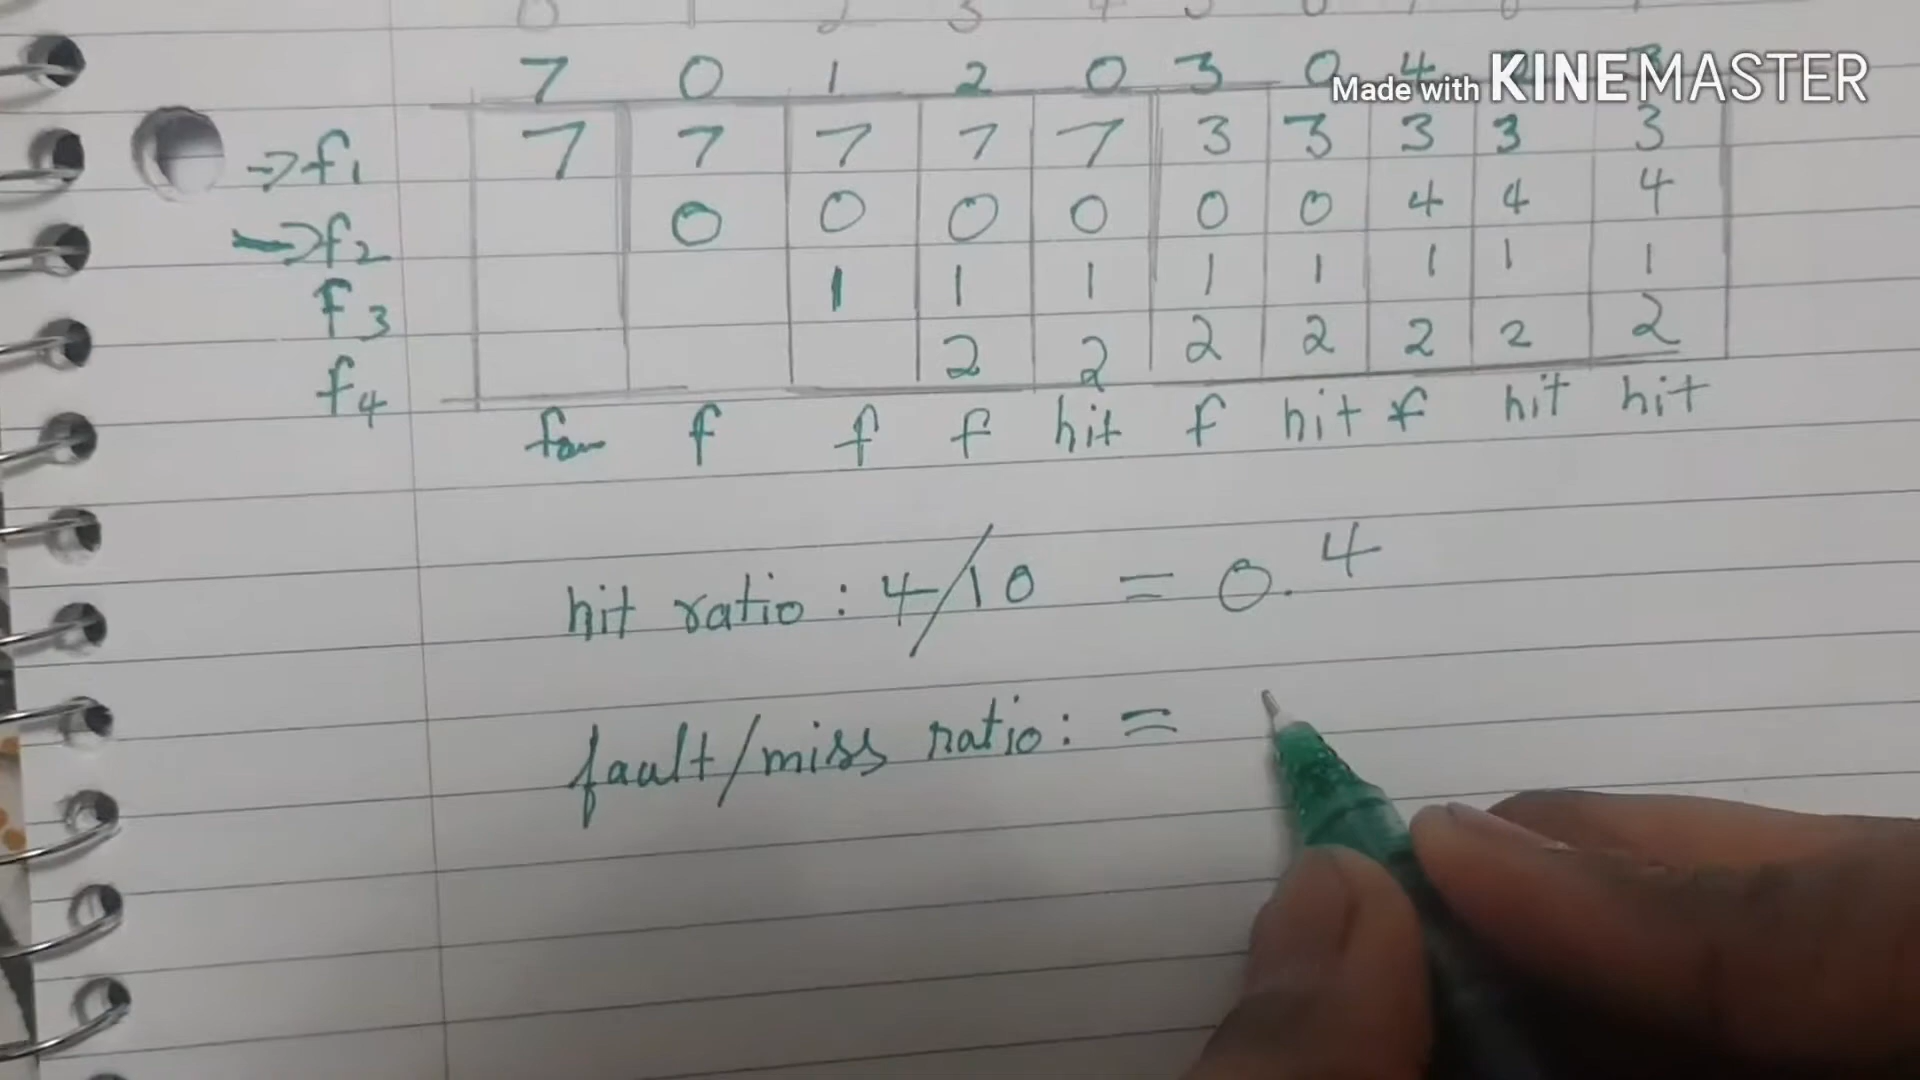 7 0 1 2 0 3 0 4
Made with KINEMASTER
→f1 7 7 7 7 7 3 3 3 3 3
→f2 0 0 0 0 0 0 4 4 4
f3 1 1 1 1 1 1 1 1
f4 2 2 2 2 2 2 2
f f f hit f hit f hit hit
hit ratio : 4/10 = 0.4
fault/miss ratio : =